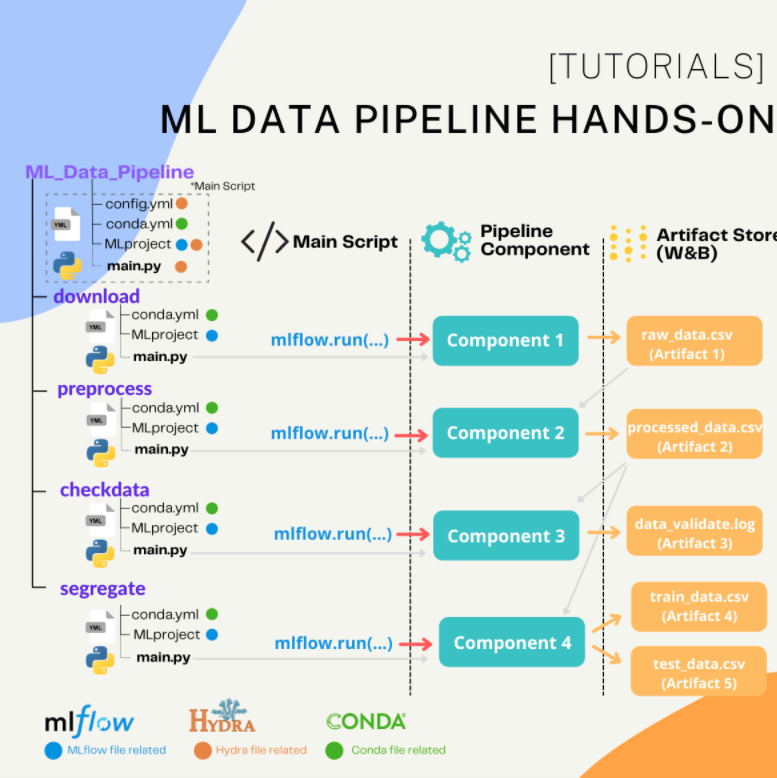 [TUTORIALS]
ML DATA PIPELINE HANDS-ON
ML_Data_Pipeline
*Main Script
config.yml
conda.yml
MLproject
main.py
YML
</> Main Script
Pipeline
Component
Artifact Store
(W&B)
download
conda.yml
MLproject
main.py
YML
mlflow.run(...)
Component 1
raw_data.csv
(Artifact 1)
preprocess
conda.yml
MLproject
main.py
YML
mlflow.run(...)
Component 2
processed_data.csv
(Artifact 2)
checkdata
conda.yml
MLproject
main.py
YML
mlflow.run(...)
Component 3
data_validate.log
(Artifact 3)
segregate
conda.yml
MLproject
main.py
YML
mlflow.run(...)
Component 4
train_data.csv
(Artifact 4)
test_data.csv
(Artifact 5)
mlflow
HYDRA
CONDA
MLflow file related
Hydra file related
Conda file related